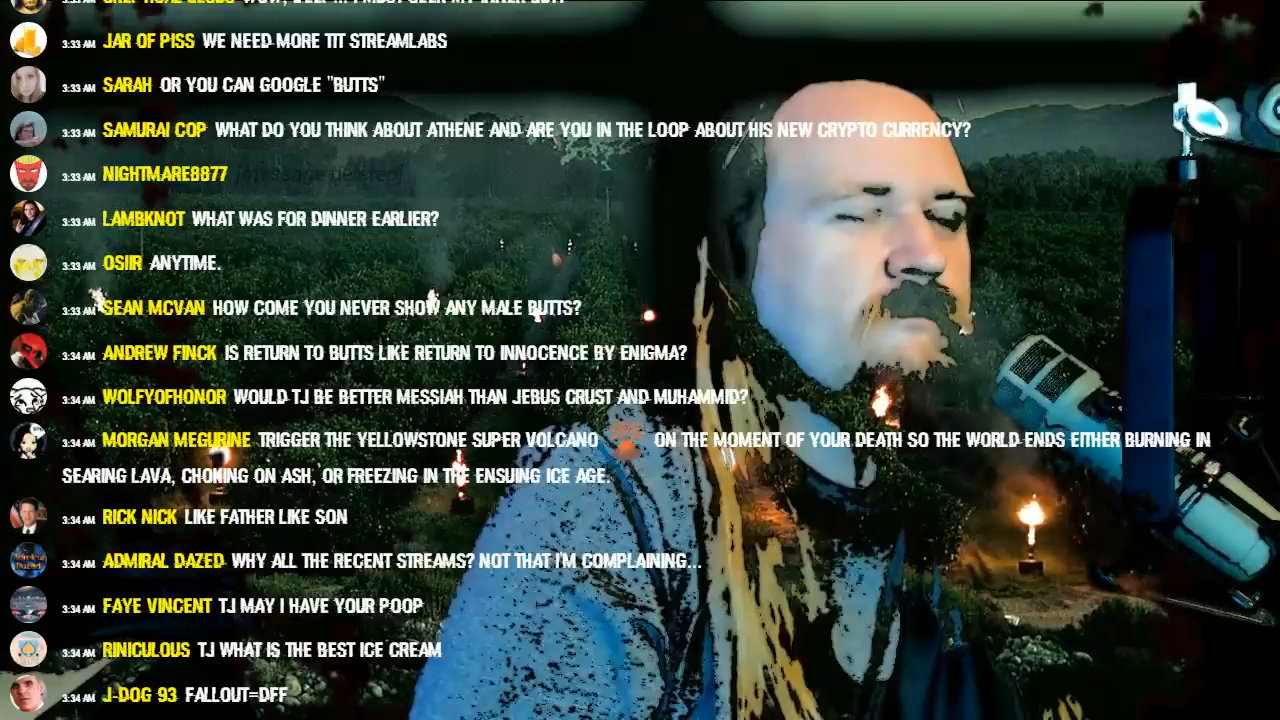 3:33 AM JAR OF PISS WE NEED MORE TIT STREAMLABS
3:33 AM SARAH OR YOU CAN GOOGLE "BUTTS"
3:33 AM SAMURAI COP WHAT DO YOU THINK ABOUT ATHENE AND ARE YOU IN THE LOOP ABOUT HIS NEW CRYPTO CURRENCY?
3:33 AM NIGHTMARE8877 [message deleted]
3:33 AM LAMBKNOT WHAT WAS FOR DINNER EARLIER?
3:33 AM OSIIR ANYTIME.
3:33 AM SEAN MCVAN HOW COME YOU NEVER SHOW ANY MALE BUTTS?
3:34 AM ANDREW FINCK IS RETURN TO BUTTS LIKE RETURN TO INNOCENCE BY ENIGMA?
3:34 AM WOLFYOFHONOR WOULD TJ BE BETTER MESSIAH THAN JEBUS CRUST AND MUHAMMID?
3:34 AM MORGAN MEGURINE TRIGGER THE YELLOWSTONE SUPER VOLCANO ON THE MOMENT OF YOUR DEATH SO THE WORLD ENDS EITHER BURNING IN
SEARING LAVA, CHOKING ON ASH, OR FREEZING IN THE ENSUING ICE AGE.
3:34 AM RICK NICK LIKE FATHER LIKE SON
3:34 AM ADMIRAL DAZED WHY ALL THE RECENT STREAMS? NOT THAT I'M COMPLAINING...
3:34 AM FAYE VINCENT TJ MAY I HAVE YOUR POOP
3:34 AM RINICULOUS TJ WHAT IS THE BEST ICE CREAM
3:34 AM J-DOG 93 FALLOUT=DFF